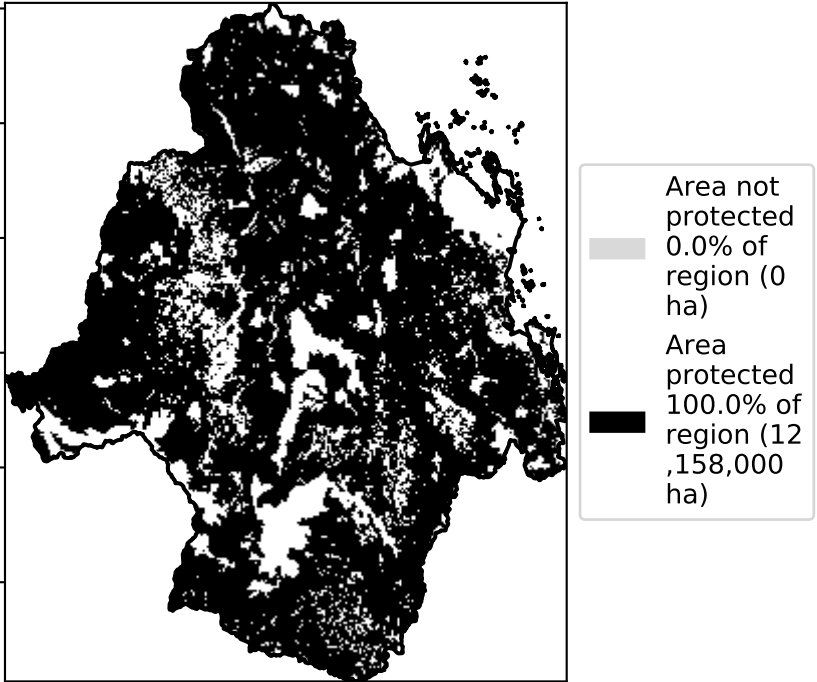 Area not
protected
0.0% of
region (0
ha)
Area
protected
100.0% of
region (12
,158,000
ha)